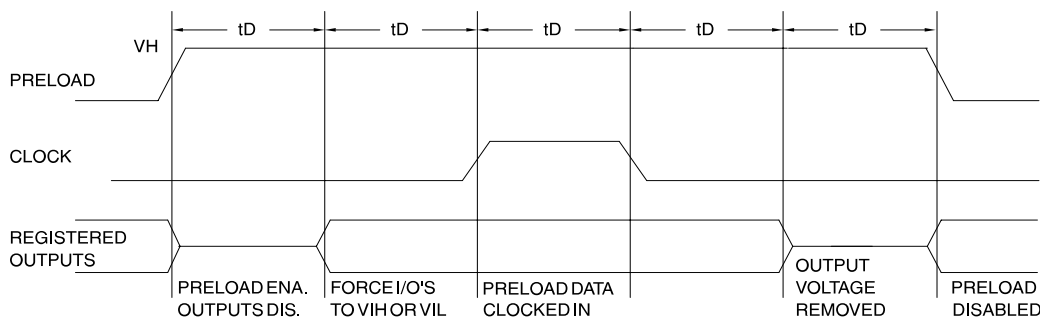 tD tD tD tD tD
VH
PRELOAD
CLOCK
REGISTERED
OUTPUTS
PRELOAD ENA.
OUTPUTS DIS.
FORCE I/O'S
TO VIH OR VIL
PRELOAD DATA
CLOCKED IN
OUTPUT
VOLTAGE
REMOVED
PRELOAD
DISABLED